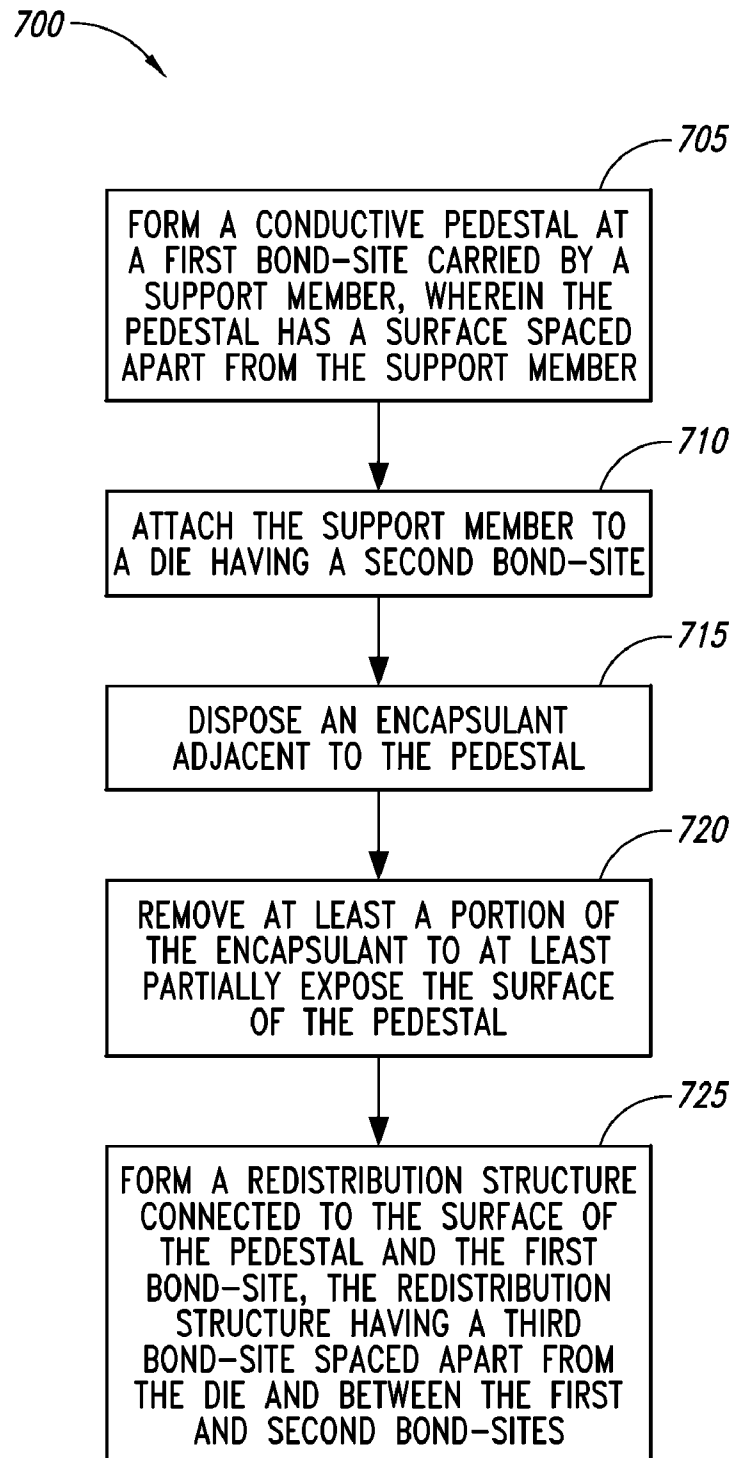 700
705
FORM A CONDUCTIVE PEDESTAL AT
A FIRST BOND-SITE CARRIED BY A
SUPPORT MEMBER, WHEREIN THE
PEDESTAL HAS A SURFACE SPACED
APART FROM THE SUPPORT MEMBER
710
ATTACH THE SUPPORT MEMBER TO
A DIE HAVING A SECOND BOND-SITE
715
DISPOSE AN ENCAPSULANT
ADJACENT TO THE PEDESTAL
720
REMOVE AT LEAST A PORTION OF
THE ENCAPSULANT TO AT LEAST
PARTIALLY EXPOSE THE SURFACE
OF THE PEDESTAL
725
FORM A REDISTRIBUTION STRUCTURE
CONNECTED TO THE SURFACE OF
THE PEDESTAL AND THE FIRST
BOND-SITE, THE REDISTRIBUTION
STRUCTURE HAVING A THIRD
BOND-SITE SPACED APART FROM
THE DIE AND BETWEEN THE FIRST
AND SECOND BOND-SITES